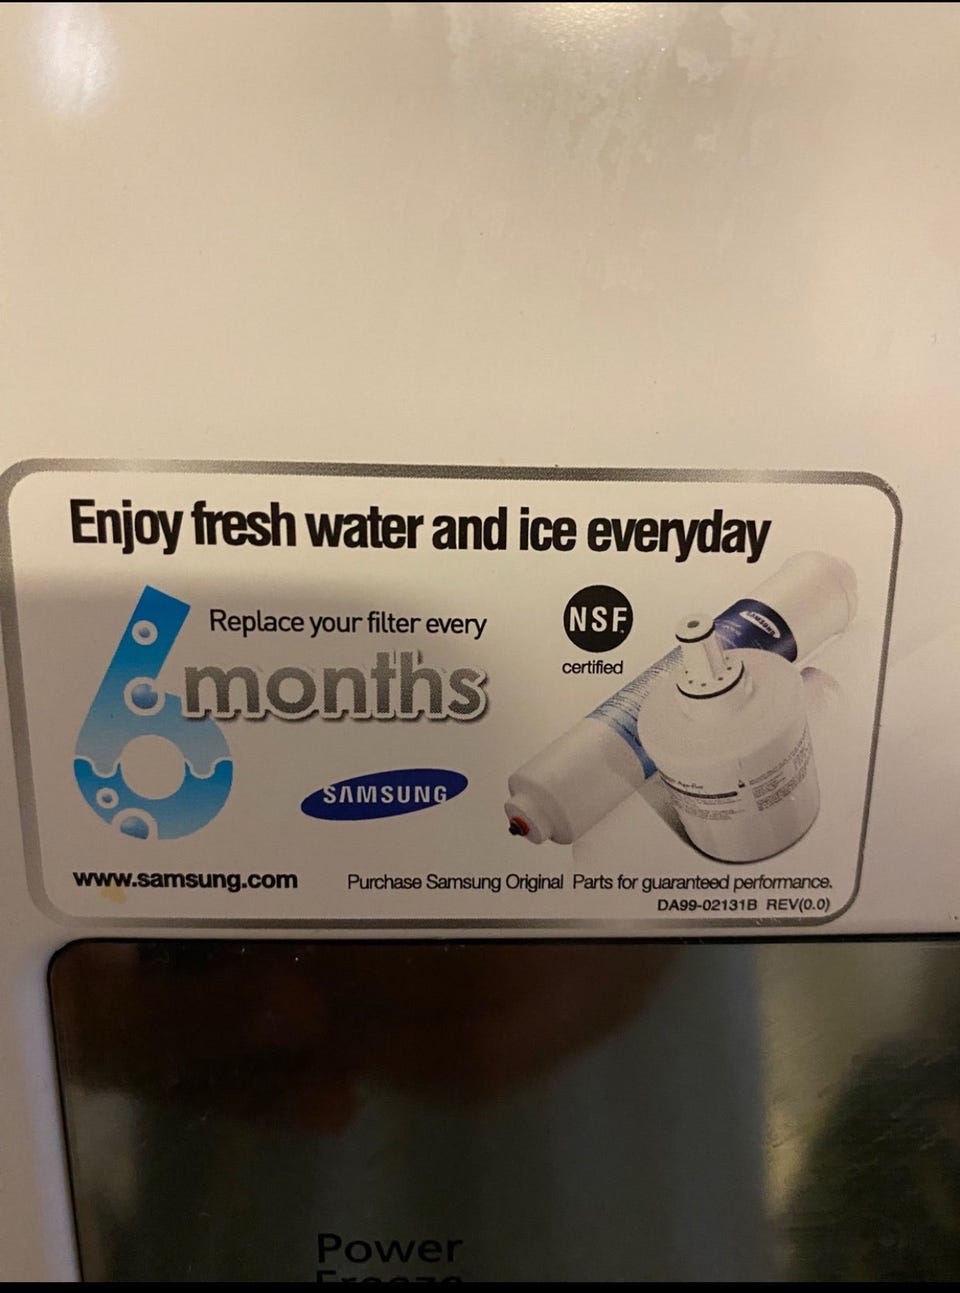 Enjoy fresh water and ice everyday
Replace your filter every
6 months
NSF
certified
SAMSUNG
www.samsung.com
Purchase Samsung Original Parts for guaranteed performance.
DA99-02131B REV(0.0)
Power
Freeze